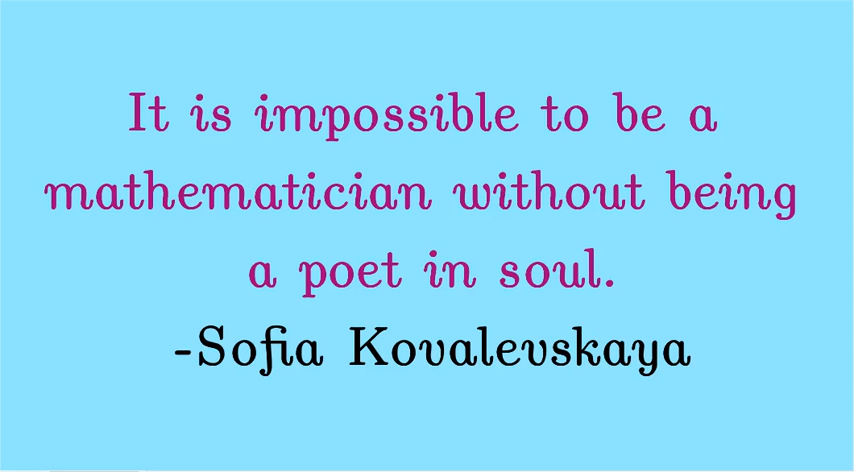 It is impossible to be a
mathematician without being
a poet in soul.
-Sofia Kovalevskaya